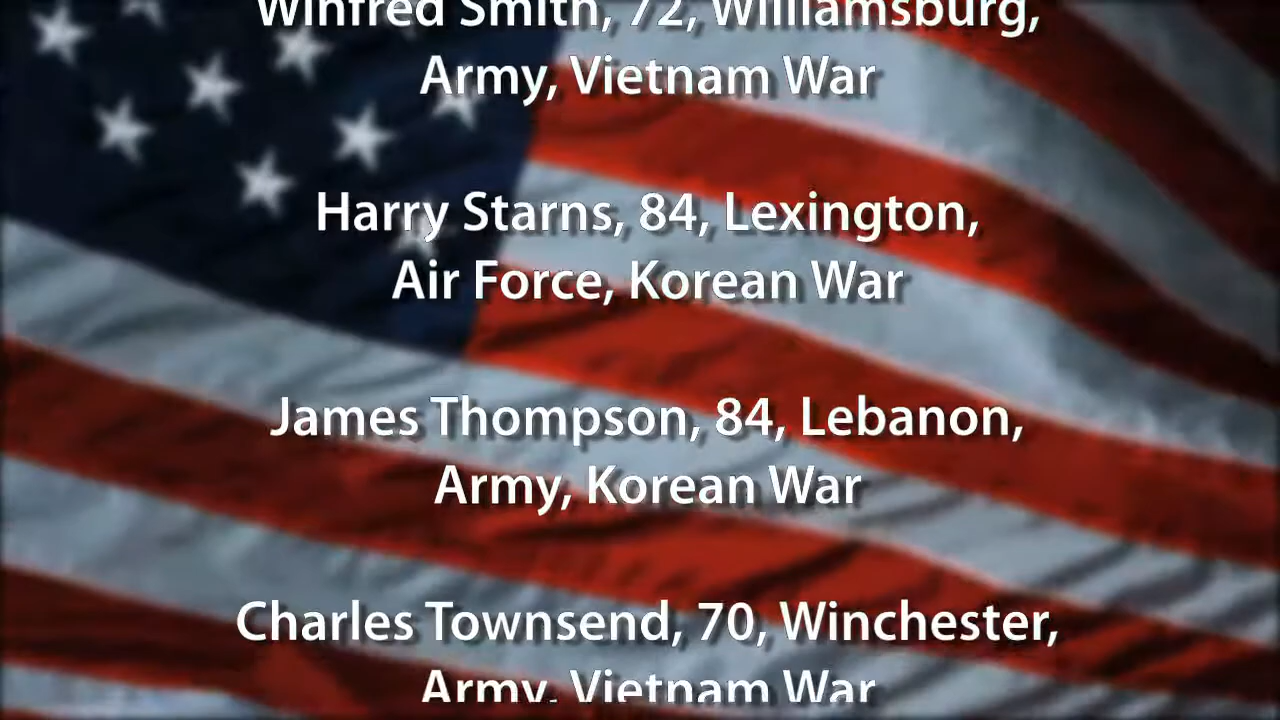 Winfred Smith, 72, Williamsburg,
Army, Vietnam War
Harry Starns, 84, Lexington,
Air Force, Korean War
James Thompson, 84, Lebanon,
Army, Korean War
Charles Townsend, 70, Winchester,
Army, Vietnam War